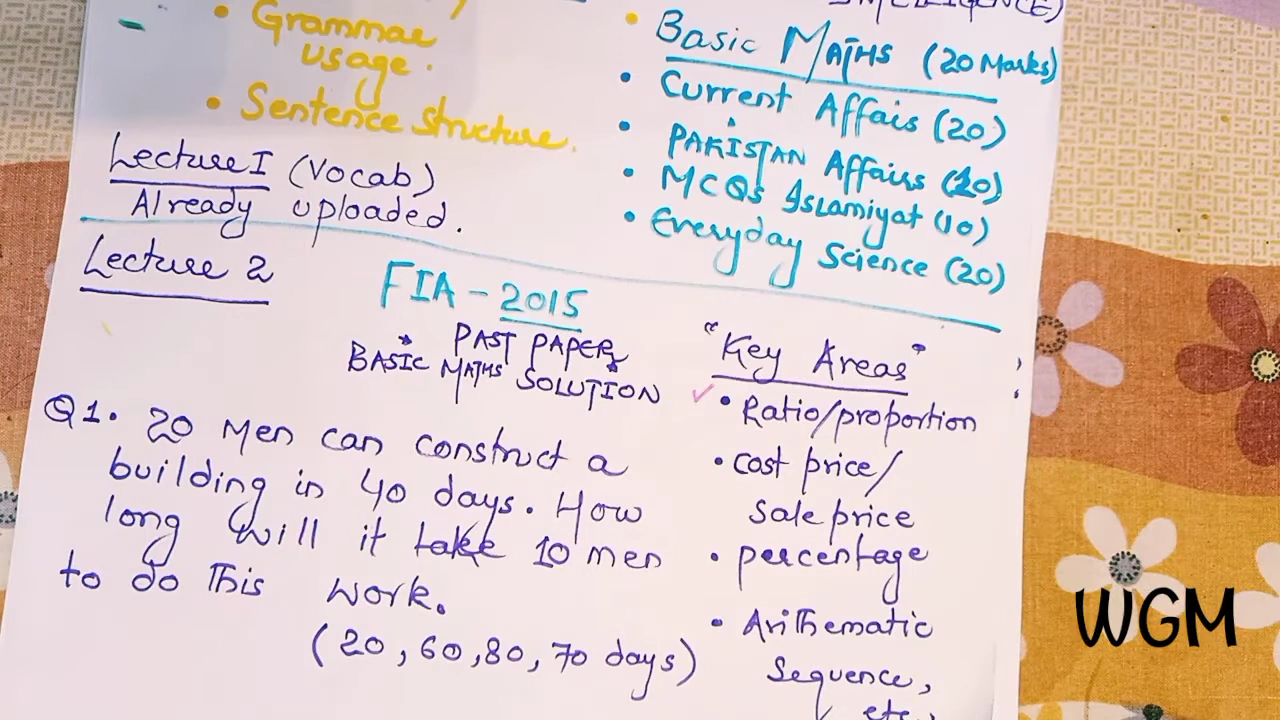 Grammar
usage.
Sentence structure.
Lecture I (Vocab)
Already uploaded.
INTELLIGENCE)
Basic MATHS (20 Marks)
Current Affairs (20)
PAKISTAN Affairs (20)
MCQs Islamiyat (10)
Everyday Science (20)
Lecture 2
FIA - 2015
PAST PAPER
BASIC MATHS SOLUTION
Q1. 20 Men can construct a
building in 40 days. How
long will it take 10 men
to do this work.
(20, 60, 80, 70 days)
"Key Areas"
Ratio/proportion
cost price/
Sale price
percentage
Arithematic
Sequence,
etc.
WGM